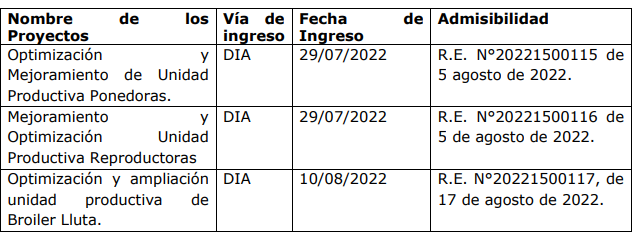 Nombre de los Vía de Fecha de Admisibilidad
Proyectos ingreso Ingreso
Optimización y DIA 29/07/2022 R.E. N°20221500115 de
Mejoramiento de Unidad 5 agosto de 2022.
Productiva Ponedoras.
Mejoramiento y DIA 29/07/2022 R.E. N°20221500116 de
Optimización Unidad 5 de agosto de 2022.
Productiva Reproductoras
Optimización y ampliación DIA 10/08/2022 R.E. N°20221500117, de
unidad productiva de 17 de agosto de 2022.
Broiler Lluta.